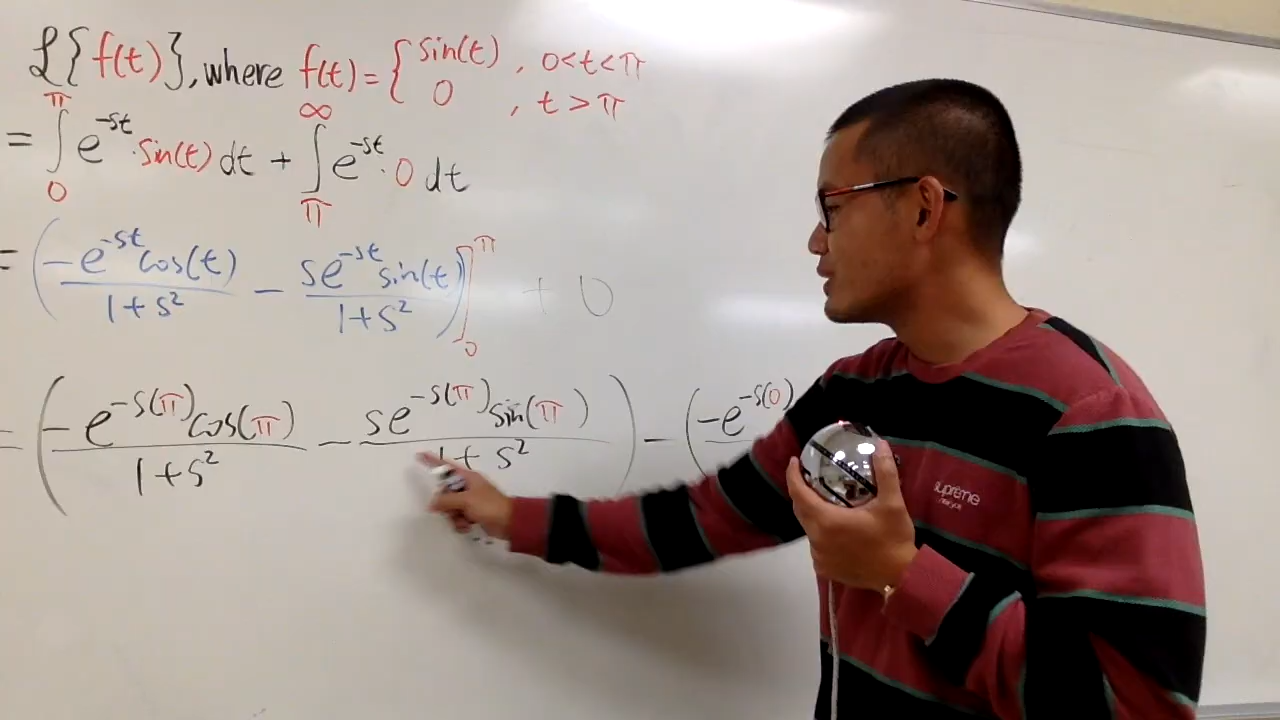 ℒ{f(t)}, where f(t) = { sin(t), 0<t<π
0, t>π
= ∫₀^π e^{-st}·sin(t) dt + ∫_π^∞ e^{-st}·0 dt
= (-e^{-st}cos(t)/(1+s²) - se^{-st}sin(t)/(1+s²))]₀^π + 0
= (-e^{-s(π)}cos(π)/(1+s²) - se^{-s(π)}sin(π)/(1+s²)) - (-e^{-s(0)}
supreme